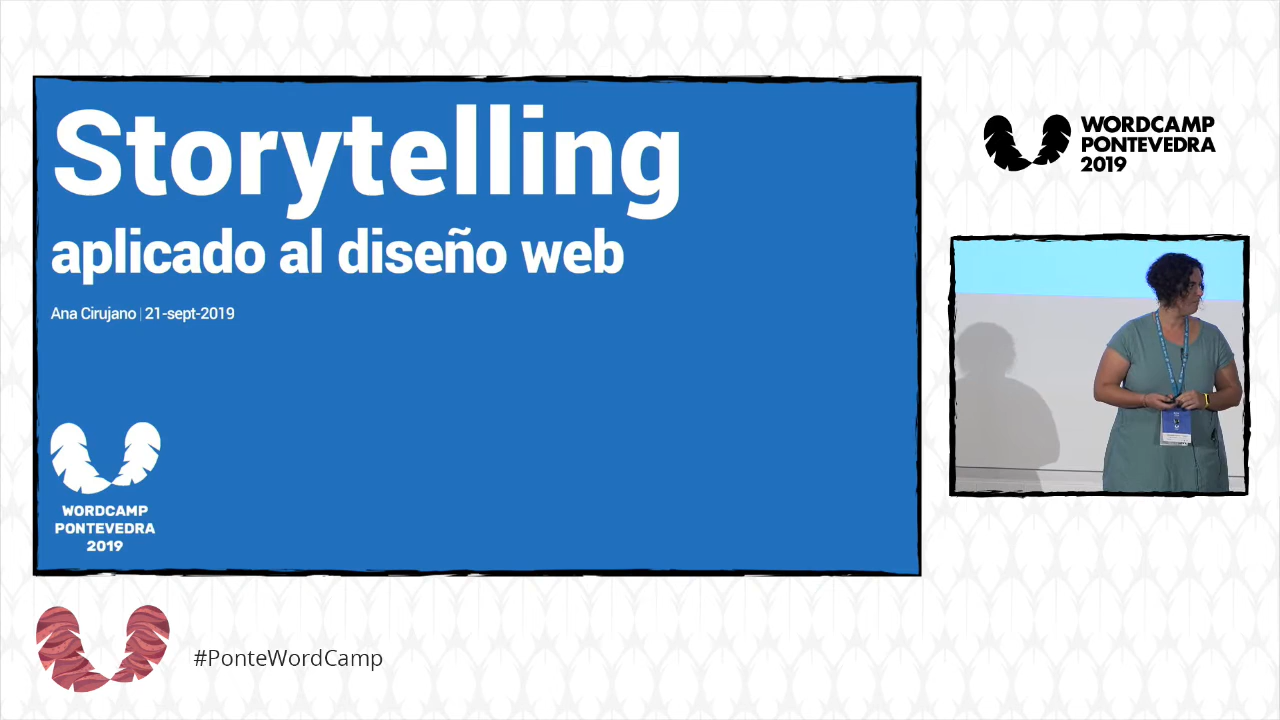 Storytelling
aplicado al diseño web
Ana Cirujano | 21-sept-2019
WORDCAMP
PONTEVEDRA
2019
WORDCAMP
PONTEVEDRA
2019
#PonteWordCamp